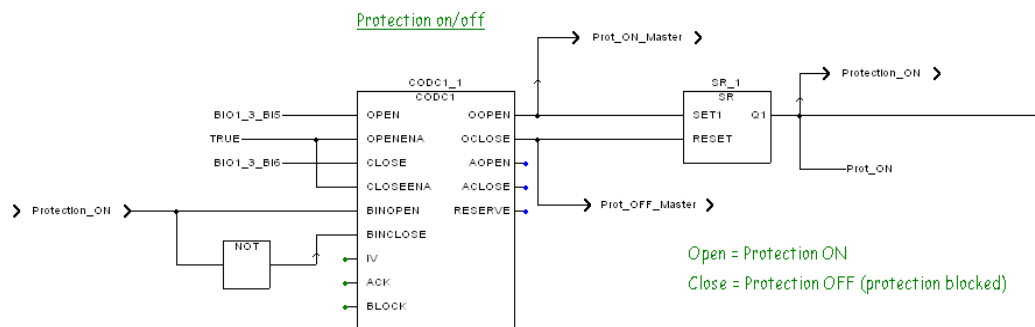 Protection on/off
Prot_ON_Master
CODC1_1
CODC1
SR_1
SR
Protection_ON
BIO1_3_BI5
OPEN
OOPEN
SET1
Q1
TRUE
OPENENA
OCLOSE
RESET
BIO1_3_BI6
CLOSE
AOPEN
Prot_ON
CLOSEENA
ACLOSE
Prot_OFF_Master
Protection_ON
BINOPEN
RESERVE
BINCLOSE
NOT
IV
ACK
BLOCK
Open = Protection ON
Close = Protection OFF (protection blocked)